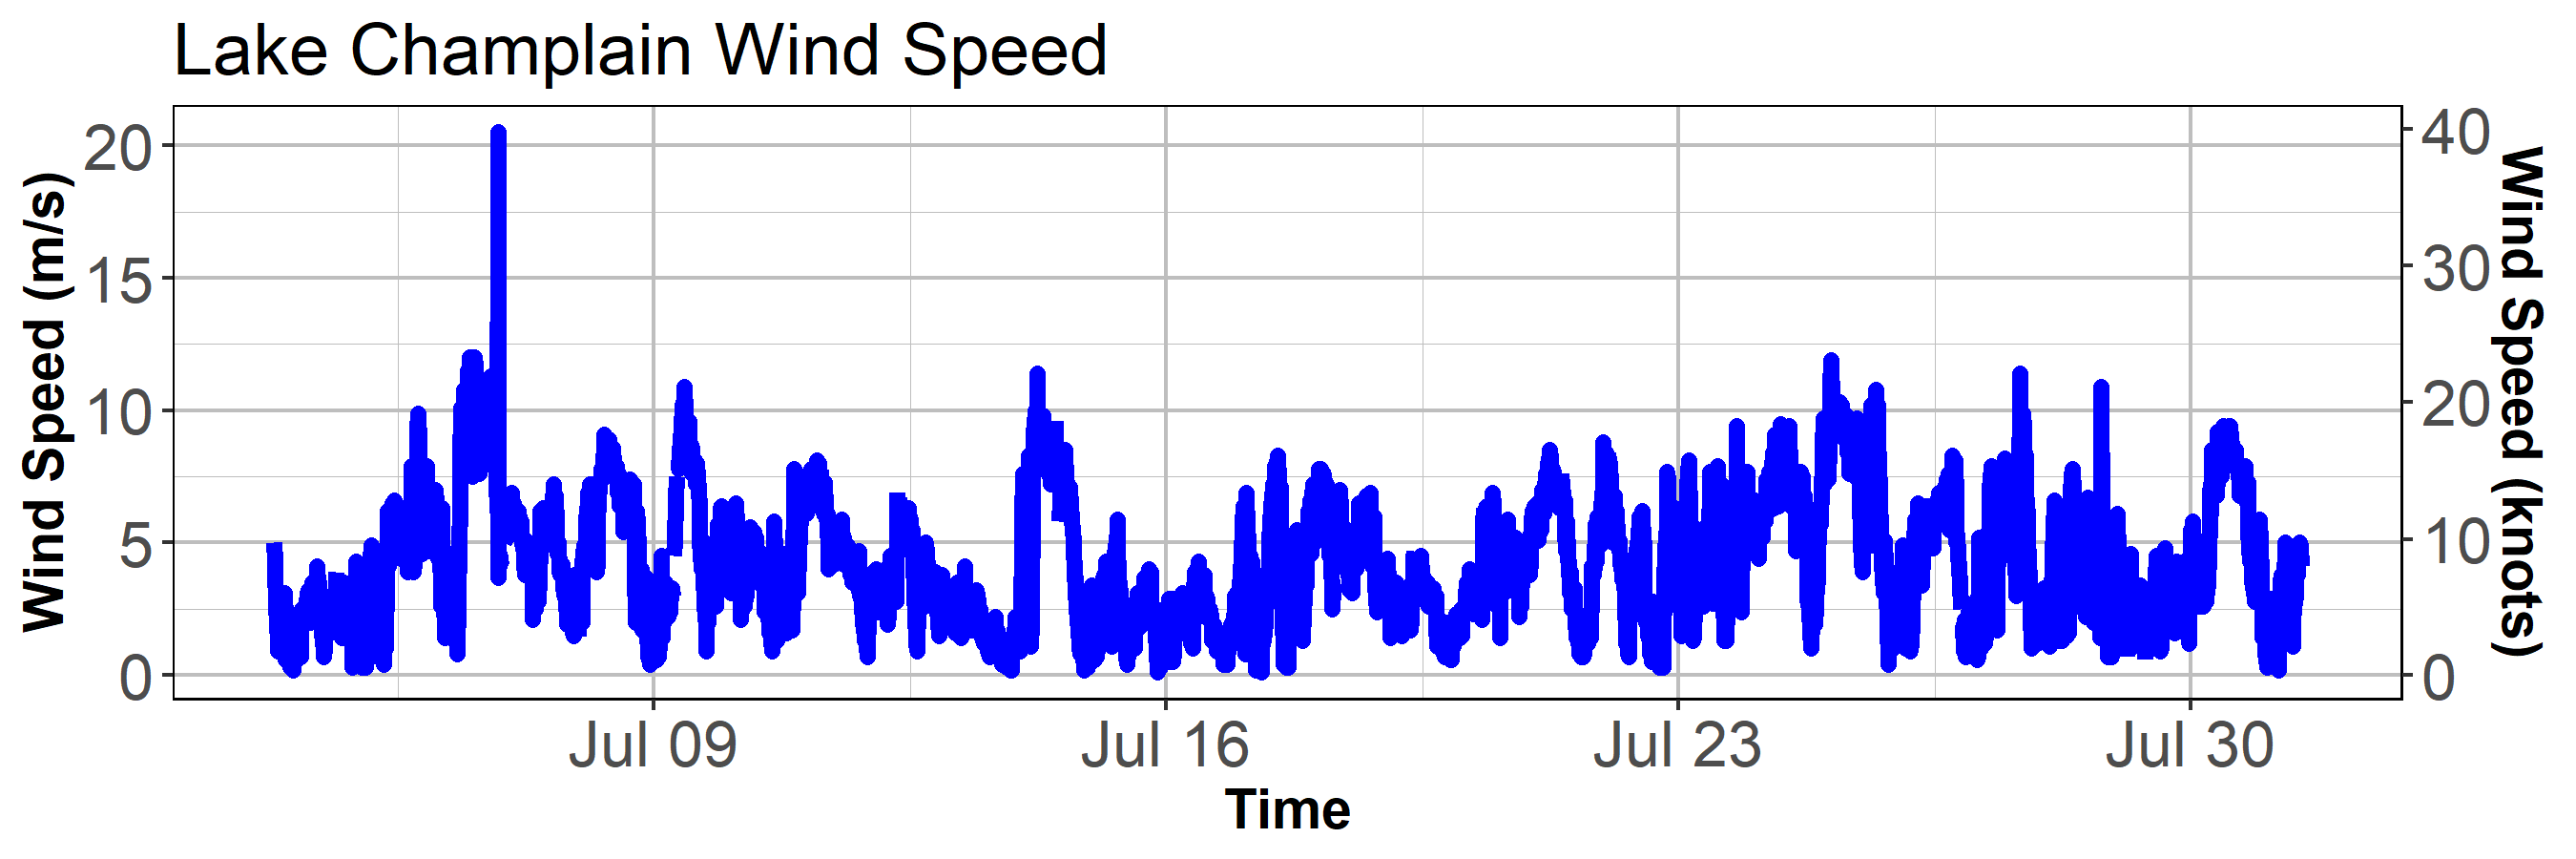 Lake Champlain Wind Speed
Wind Speed (m/s)
20
15
10
5
0
40
30
20
10
0
Wind Speed (knots)
Jul 09
Jul 16
Jul 23
Jul 30
Time